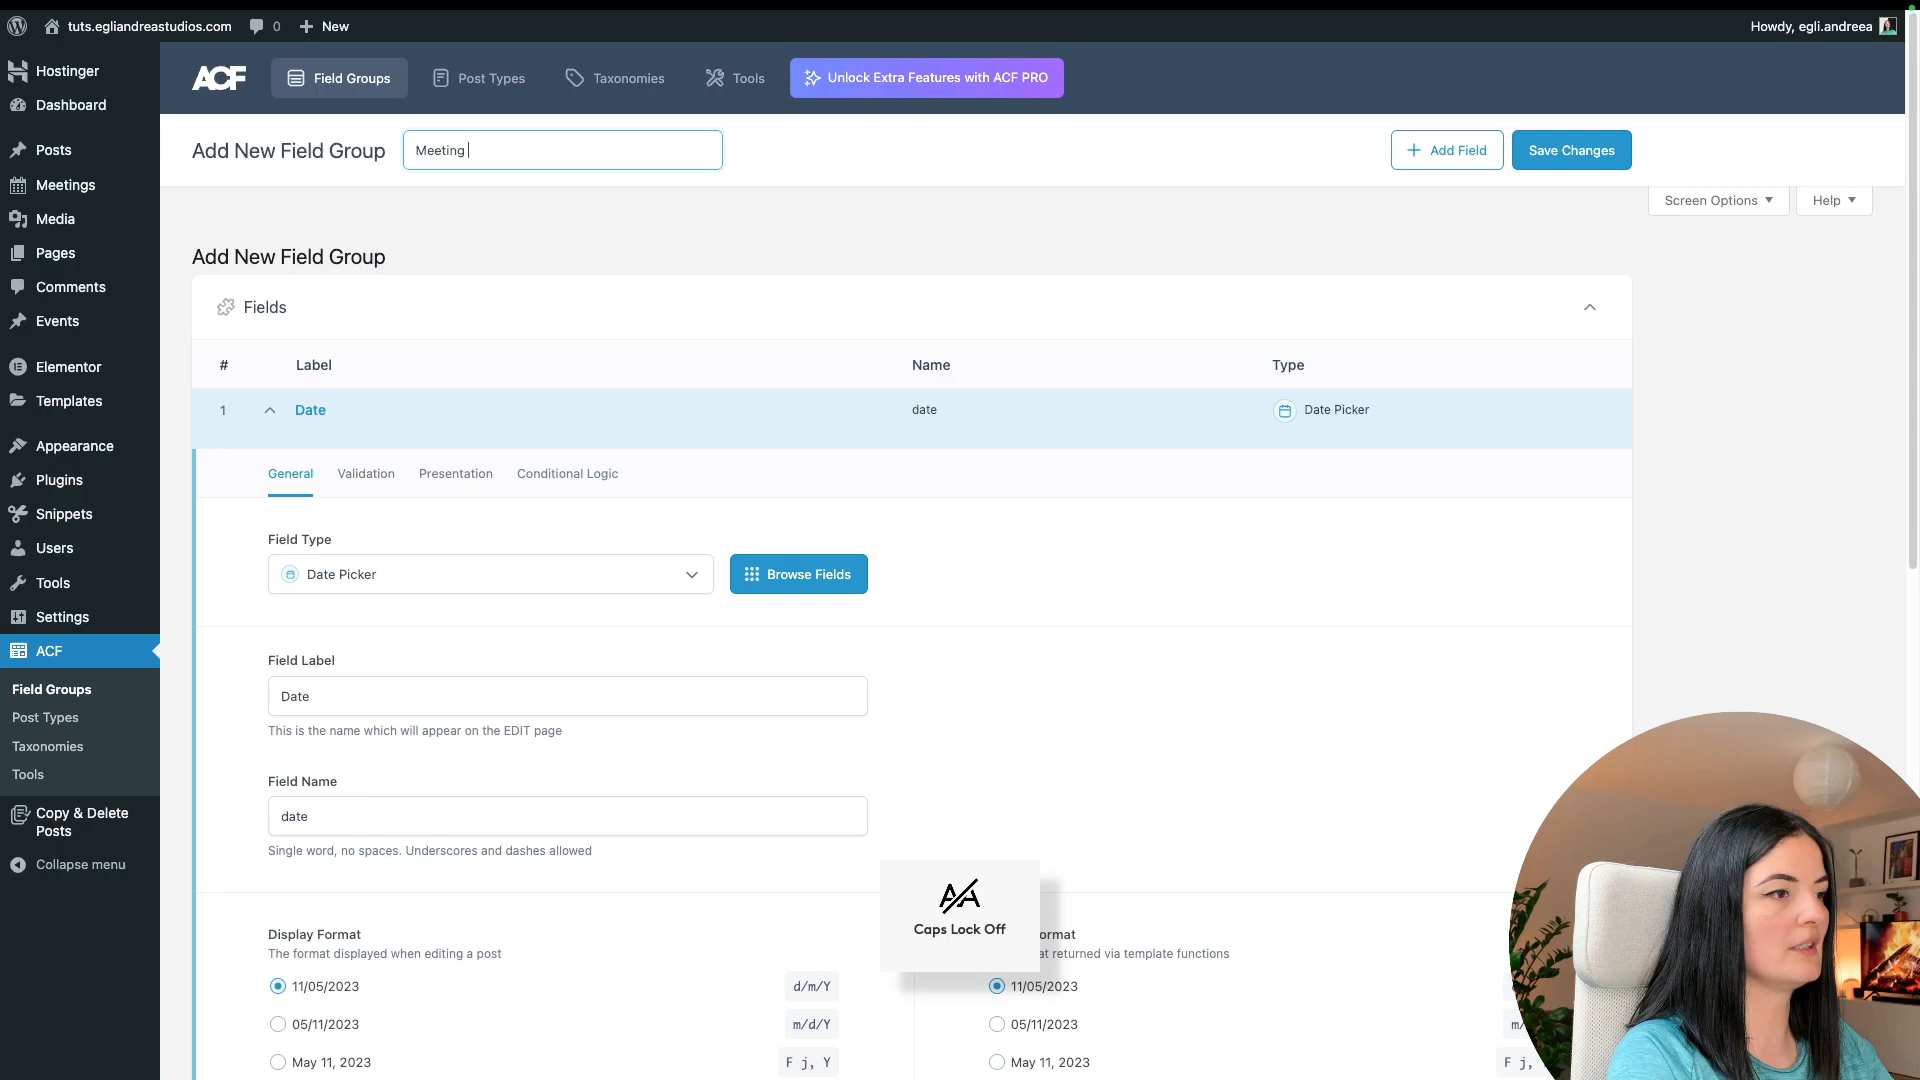 tuts.egliandreastudios.com
0
New
Howdy, egli.andreea
Hostinger
Dashboard
Posts
Meetings
Media
Pages
Comments
Events
Elementor
Templates
Appearance
Plugins
Snippets
Users
Tools
Settings
ACF
Field Groups
Post Types
Taxonomies
Tools
Copy & Delete
Posts
Collapse menu
ACF
Field Groups
Post Types
Taxonomies
Tools
Unlock Extra Features with ACF PRO
Add New Field Group
Meeting
Add Field
Save Changes
Screen Options
Help
Add New Field Group
Fields
# Label Name Type
1 Date date Date Picker
General Validation Presentation Conditional Logic
Field Type
Date Picker
Browse Fields
Field Label
Date
This is the name which will appear on the EDIT page
Field Name
date
Single word, no spaces. Underscores and dashes allowed
Caps Lock Off
Display Format
The format displayed when editing a post
11/05/2023 d/m/Y
05/11/2023 m/d/Y
May 11, 2023 F j, Y
ormat
at returned via template functions
11/05/2023
05/11/2023 m/
May 11, 2023 F j,